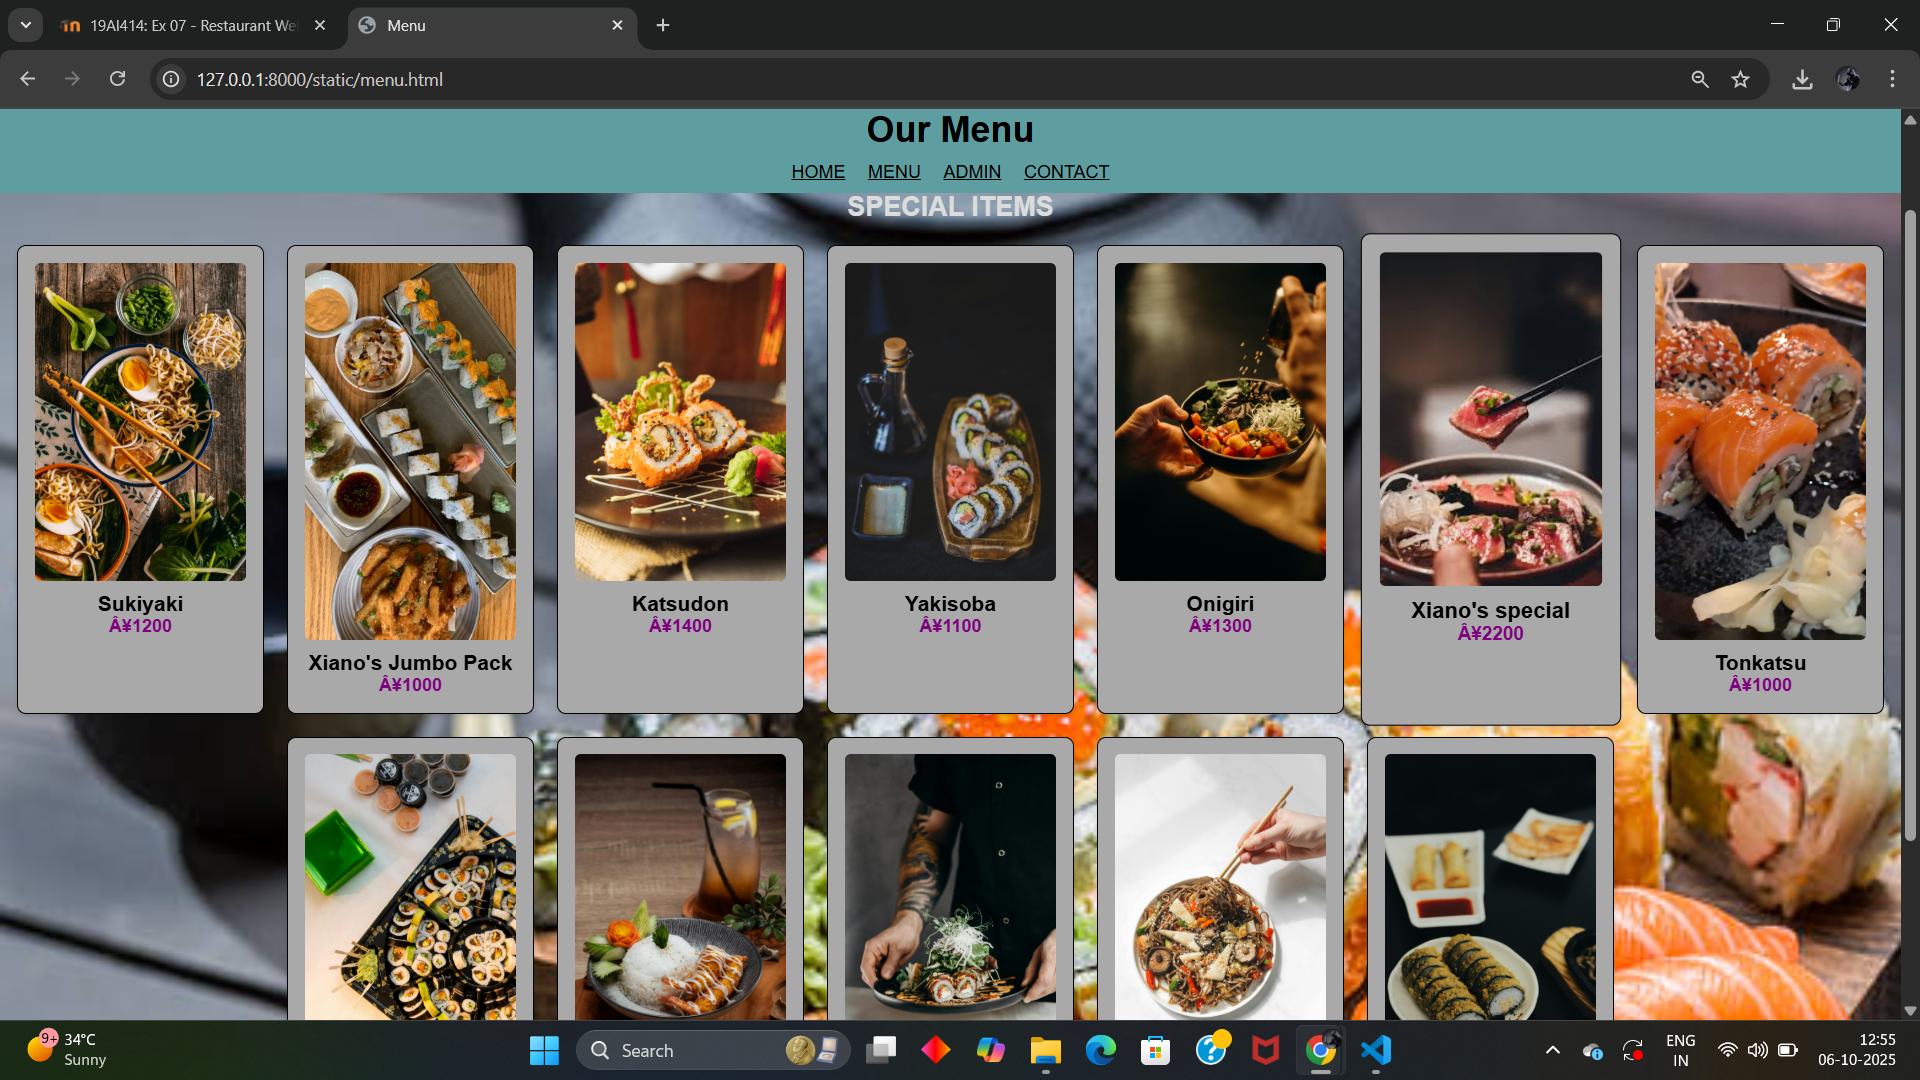 19AI414: Ex 07 - Restaurant We
Menu
127.0.0.1:8000/static/menu.html
Our Menu
HOME MENU ADMIN CONTACT
SPECIAL ITEMS
Sukiyaki
Â¥1200
Xiano's Jumbo Pack
Â¥1000
Katsudon
Â¥1400
Yakisoba
Â¥1100
Onigiri
Â¥1300
Xiano's special
Â¥2200
Tonkatsu
Â¥1000
9+
34°C
Sunny
Search
ENG
IN
12:55
06-10-2025